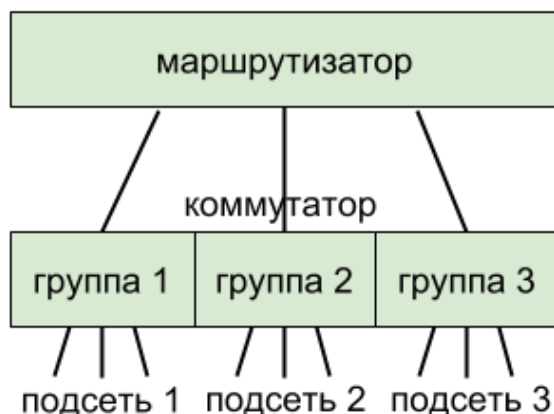 маршрутизатор
коммутатор
группа 1 группа 2 группа 3
подсеть 1 подсеть 2 подсеть 3